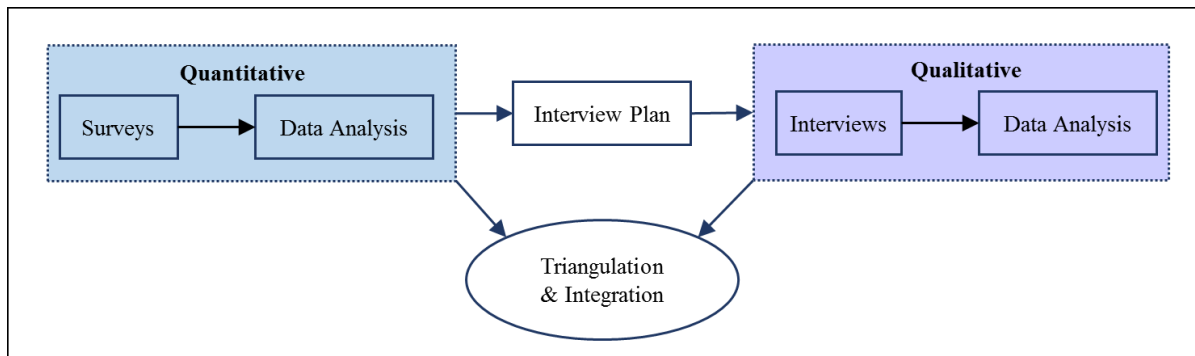 Quantitative
Surveys
Data Analysis
Interview Plan
Qualitative
Interviews
Data Analysis
Triangulation
& Integration